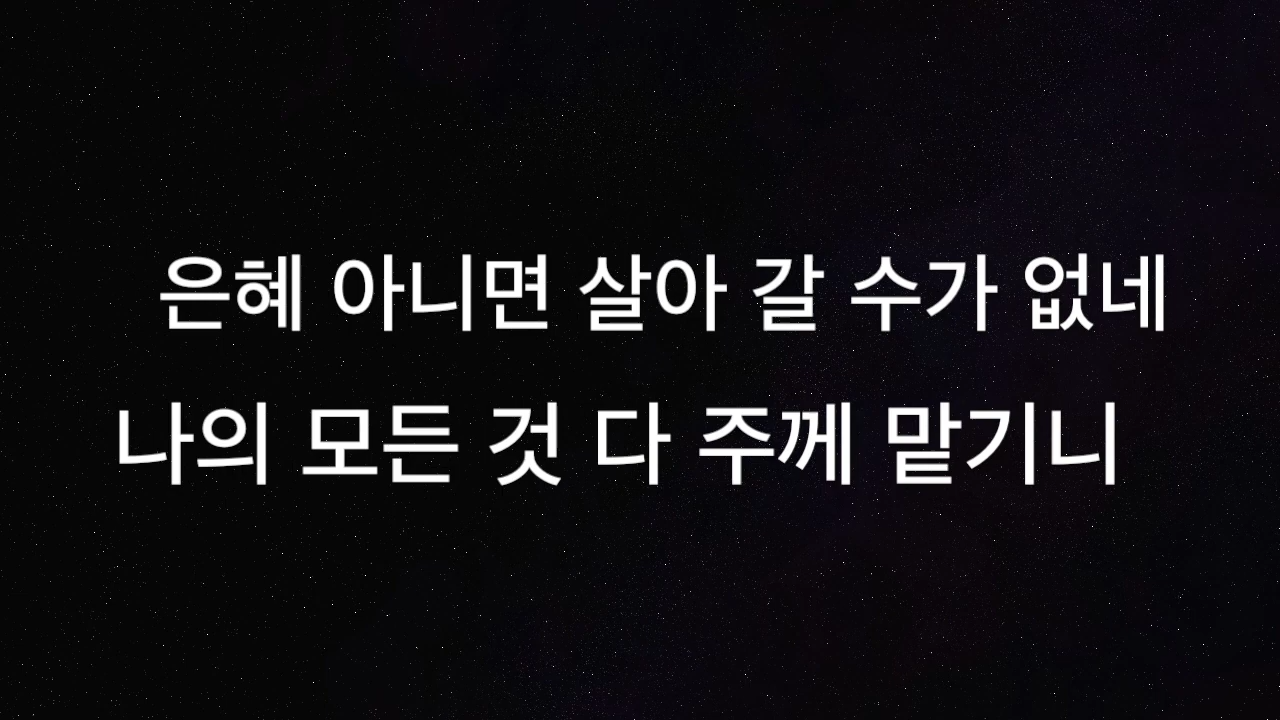 은혜 아니면 살아 갈 수가 없네
나의 모든 것 다 주께 맡기니